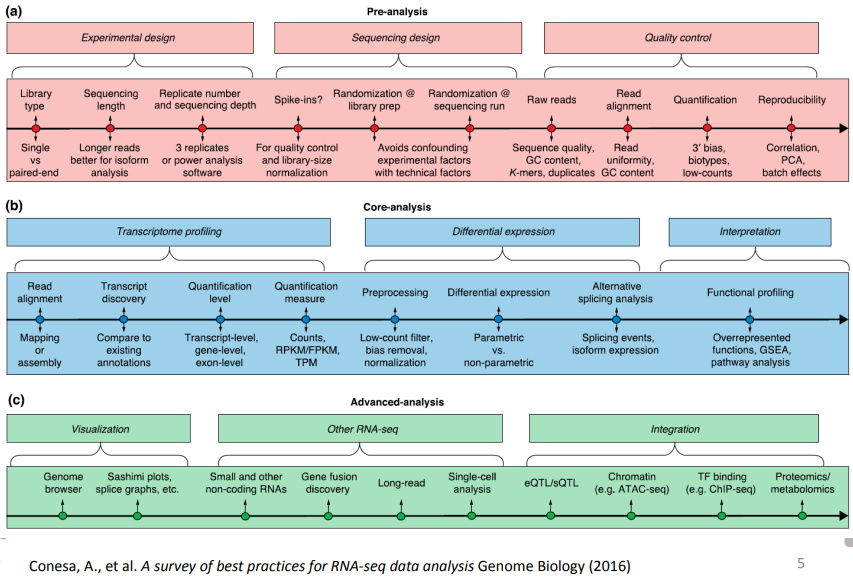 (a)
Pre-analysis
Experimental design
Sequencing design
Quality control
Library
type
Sequencing
length
Replicate number
and sequencing depth
Spike-ins?
Randomization @
library prep
Randomization @
sequencing run
Raw reads
Read
alignment
Quantification
Reproducibility
Single
vs
paired-end
Longer reads
better for isoform
analysis
3 replicates
or power analysis
software
For quality control
and library-size
normalization
Avoids confounding
experimental factors
with technical factors
Sequence quality,
GC content,
K-mers, duplicates
Read
uniformity,
GC content
3′ bias,
biotypes,
low-counts
Correlation,
PCA,
batch effects
(b)
Core-analysis
Transcriptome profiling
Differential expression
Interpretation
Read
alignment
Transcript
discovery
Quantification
level
Quantification
measure
Preprocessing
Differential expression
Alternative
splicing analysis
Functional profiling
Mapping
or
assembly
Compare to
existing
annotations
Transcript-level,
gene-level,
exon-level
Counts,
RPKM/FPKM,
TPM
Low-count filter,
bias removal,
normalization
Parametric
vs.
non-parametric
Splicing events,
isoform expression
Overrepresented
functions, GSEA,
pathway analysis
(c)
Advanced-analysis
Visualization
Other RNA-seq
Integration
Genome
browser
Sashimi plots,
splice graphs, etc.
Small and other
non-coding RNAs
Gene fusion
discovery
Long-read
Single-cell
analysis
eQTL/sQTL
Chromatin
(e.g. ATAC-seq)
TF binding
(e.g. ChIP-seq)
Proteomics/
metabolomics
Conesa, A., et al. A survey of best practices for RNA-seq data analysis Genome Biology (2016)
5